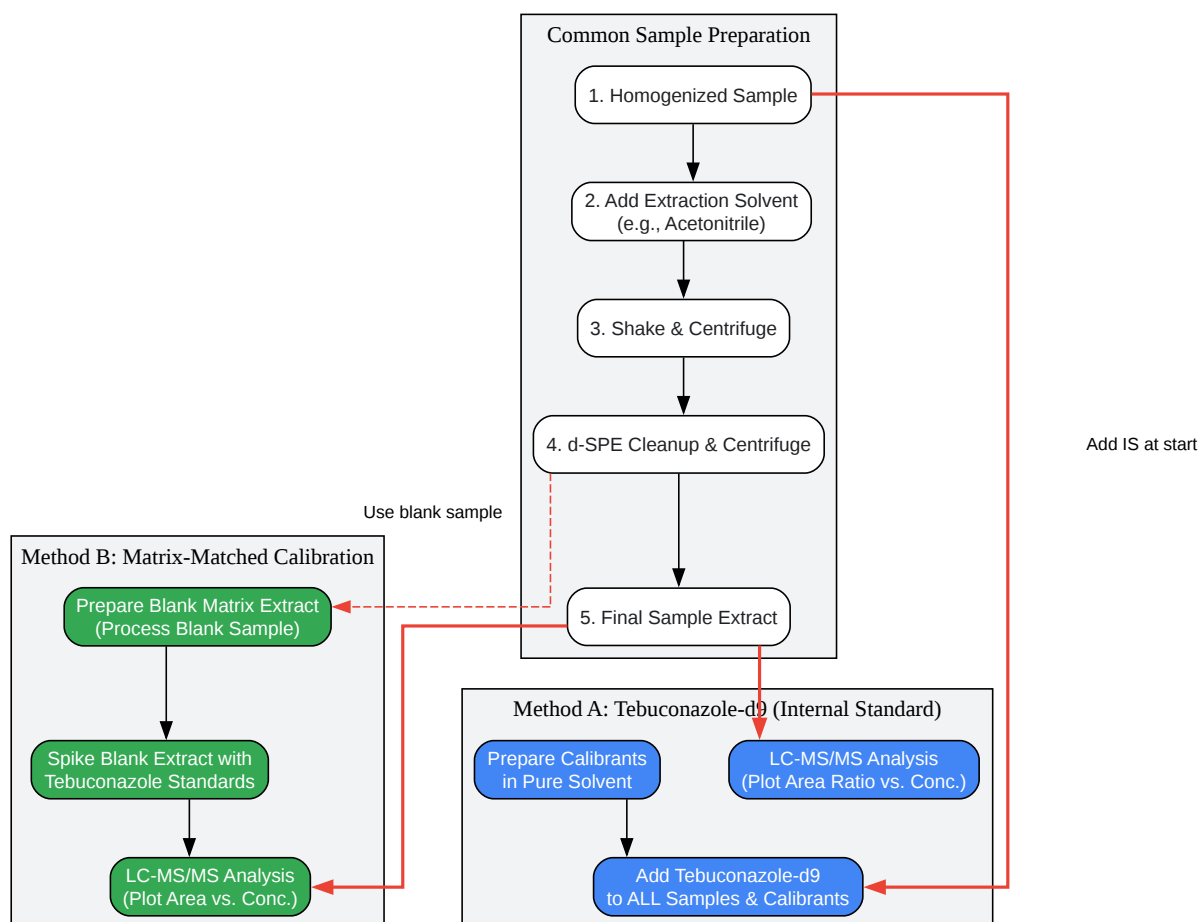 Common Sample Preparation
1. Homogenized Sample
2. Add Extraction Solvent
(e.g., Acetonitrile)
3. Shake & Centrifuge
4. d-SPE Cleanup & Centrifuge
Add IS at start
Use blank sample
5. Final Sample Extract
Method B: Matrix-Matched Calibration
Prepare Blank Matrix Extract
(Process Blank Sample)
Spike Blank Extract with
Tebuconazole Standards
LC-MS/MS Analysis
(Plot Area vs. Conc.)
Method A: Tebuconazole-d9 (Internal Standard)
Prepare Calibrants
in Pure Solvent
LC-MS/MS Analysis
(Plot Area Ratio vs. Conc.)
Add Tebuconazole-d9
to ALL Samples & Calibrants